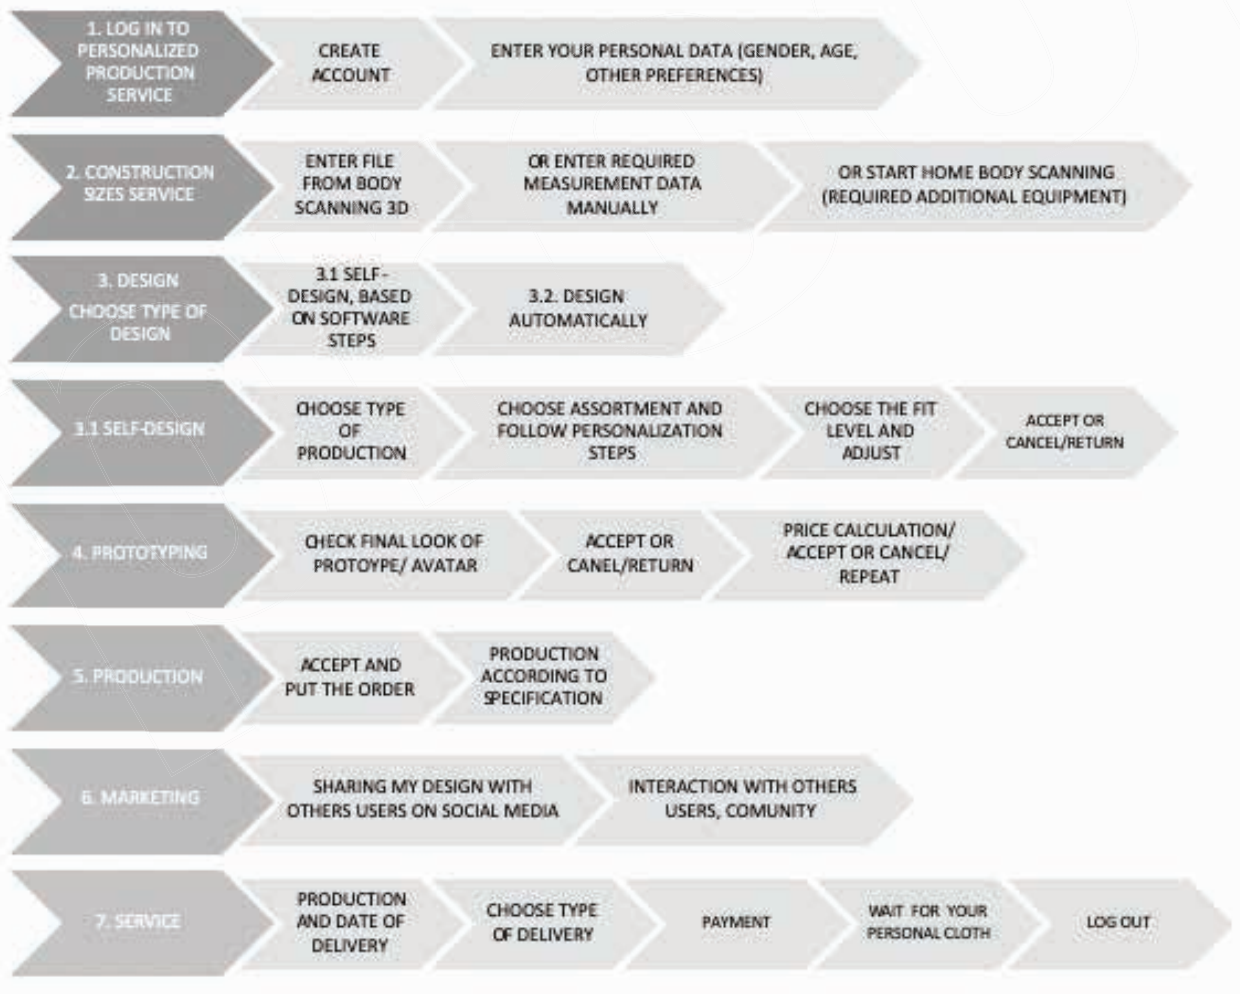 1. LOG IN TO
PERSONALIZED
PRODUCTION
SERVICE
CREATE
ACCOUNT
ENTER YOUR PERSONAL DATA (GENDER, AGE,
OTHER PREFERENCES)
2. CONSTRUCTION
SIZES SERVICE
ENTER FILE
FROM BODY
SCANNING 3D
OR ENTER REQUIRED
MEASUREMENT DATA
MANUALLY
OR START HOME BODY SCANNING
(REQUIRED ADDITIONAL EQUIPMENT)
3. DESIGN
CHOOSE TYPE OF
DESIGN
3.1 SELF-
DESIGN, BASED
ON SOFTWARE
STEPS
3.2. DESIGN
AUTOMATICALLY
3.1 SELF-DESIGN
CHOOSE TYPE
OF
PRODUCTION
CHOOSE ASSORTMENT AND
FOLLOW PERSONALIZATION
STEPS
CHOOSE THE FIT
LEVEL AND
ADJUST
ACCEPT OR
CANCEL/RETURN
4. PROTOTYPING
CHECK FINAL LOOK OF
PROTOYPE/ AVATAR
ACCEPT OR
CANEL/RETURN
PRICE CALCULATION/
ACCEPT OR CANCEL/
REPEAT
5. PRODUCTION
ACCEPT AND
PUT THE ORDER
PRODUCTION
ACCORDING TO
SPECIFICATION
6. MARKETING
SHARING MY DESIGN WITH
OTHERS USERS ON SOCIAL MEDIA
INTERACTION WITH OTHERS
USERS, COMUNITY
7. SERVICE
PRODUCTION
AND DATE OF
DELIVERY
CHOOSE TYPE
OF DELIVERY
PAYMENT
WAIT FOR YOUR
PERSONAL CLOTH
LOG OUT